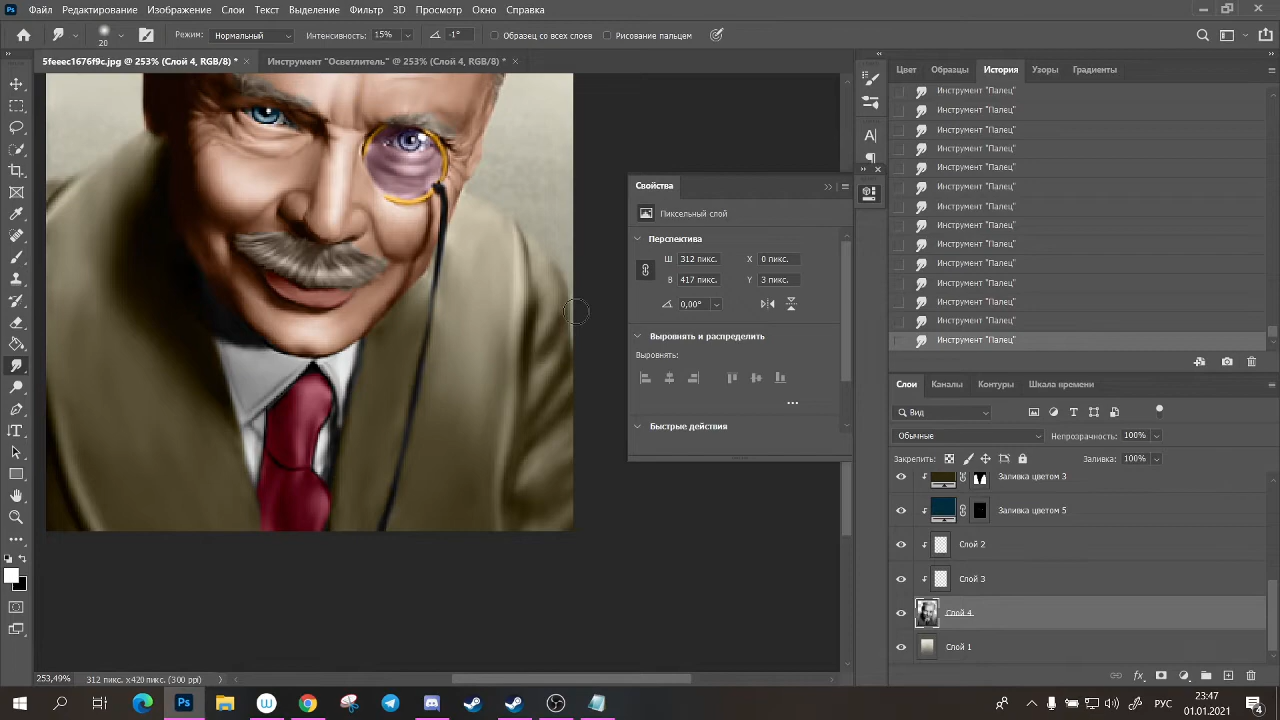 Ps Файл Редактирование Изображение Слои Текст Выделение Фильтр 3D Просмотр Окно Справка
20 Режим: Нормальный Интенсивность: 15% -1° Образец со всех слоев Рисование пальцем
5feeec1676f9c.jpg @ 253% (Слой 4, RGB/8) * × Инструмент "Осветлитель" @ 253% (Слой 4, RGB/8) * ×
Цвет Образцы История Узоры Градиенты
Инструмент "Палец"
Инструмент "Палец"
Инструмент "Палец"
Инструмент "Палец"
Инструмент "Палец"
Инструмент "Палец"
Инструмент "Палец"
Инструмент "Палец"
Инструмент "Палец"
Инструмент "Палец"
Инструмент "Палец"
Инструмент "Палец"
Инструмент "Палец"
Инструмент "Палец"
Свойства
Пиксельный слой
Перспектива
Ш 312 пикс. X 0 пикс.
В 417 пикс. Y 3 пикс.
0,00°
Выровнять и распределить
Выровнять:
Быстрые действия
Слои Каналы Контуры Шкала времени
Вид
Обычные Непрозрачность: 100%
Закрепить: Заливка: 100%
Заливка цветом 3
Заливка цветом 5
Слой 2
Слой 3
Слой 4
Слой 1
253,49% 312 пикс. x 420 пикс. (300 ppi)
Ps W РУС 23:47
01.01.2021 4